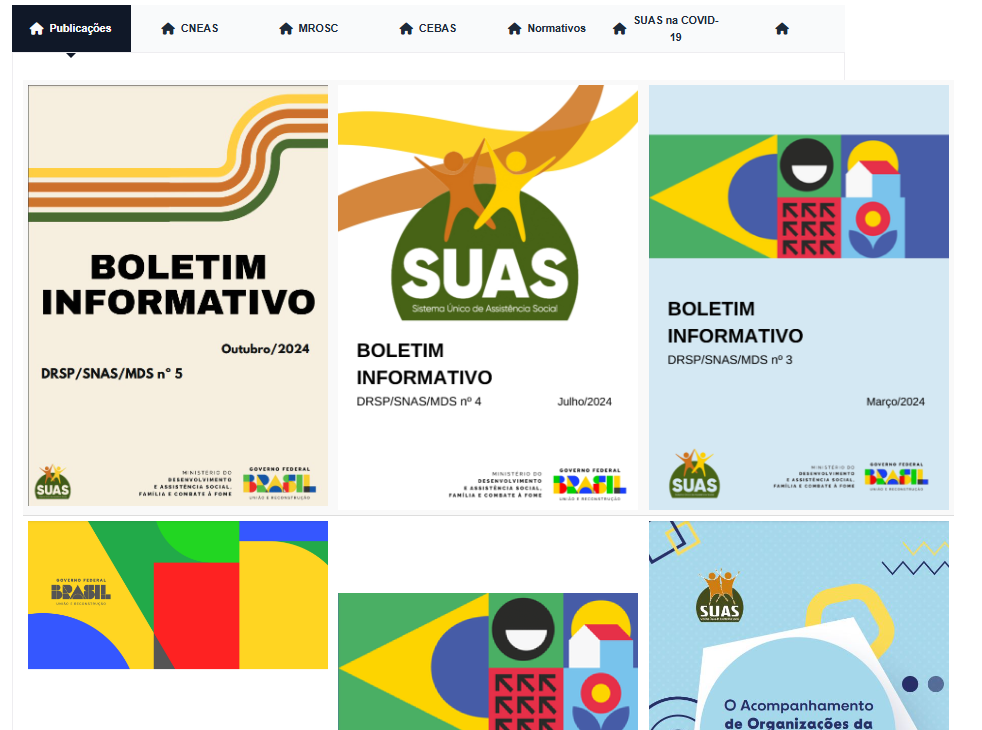 Publicações
CNEAS
MROSC
CEBAS
Normativos
SUAS na COVID-
19
BOLETIM
INFORMATIVO
Outubro/2024
DRSP/SNAS/MDS n° 5
SUAS
MINISTÉRIO DO
DESENVOLVIMENTO
E ASSISTÊNCIA SOCIAL,
FAMÍLIA E COMBATE À FOME
GOVERNO FEDERAL
BRASIL
UNIÃO E RECONSTRUÇÃO
SUAS
Sistema Único de Assistência Social
BOLETIM
INFORMATIVO
DRSP/SNAS/MDS nº 4
Julho/2024
MINISTÉRIO DO
DESENVOLVIMENTO
E ASSISTÊNCIA SOCIAL,
FAMÍLIA E COMBATE À FOME
GOVERNO FEDERAL
BRASIL
UNIÃO E RECONSTRUÇÃO
BOLETIM
INFORMATIVO
DRSP/SNAS/MDS nº 3
Março/2024
SUAS
MINISTÉRIO DO
DESENVOLVIMENTO
E ASSISTÊNCIA SOCIAL,
FAMÍLIA E COMBATE À FOME
GOVERNO FEDERAL
BRASIL
UNIÃO E RECONSTRUÇÃO
GOVERNO FEDERAL
BRASIL
UNIÃO E RECONSTRUÇÃO
SUAS
O Acompanhamento
de Organizações da